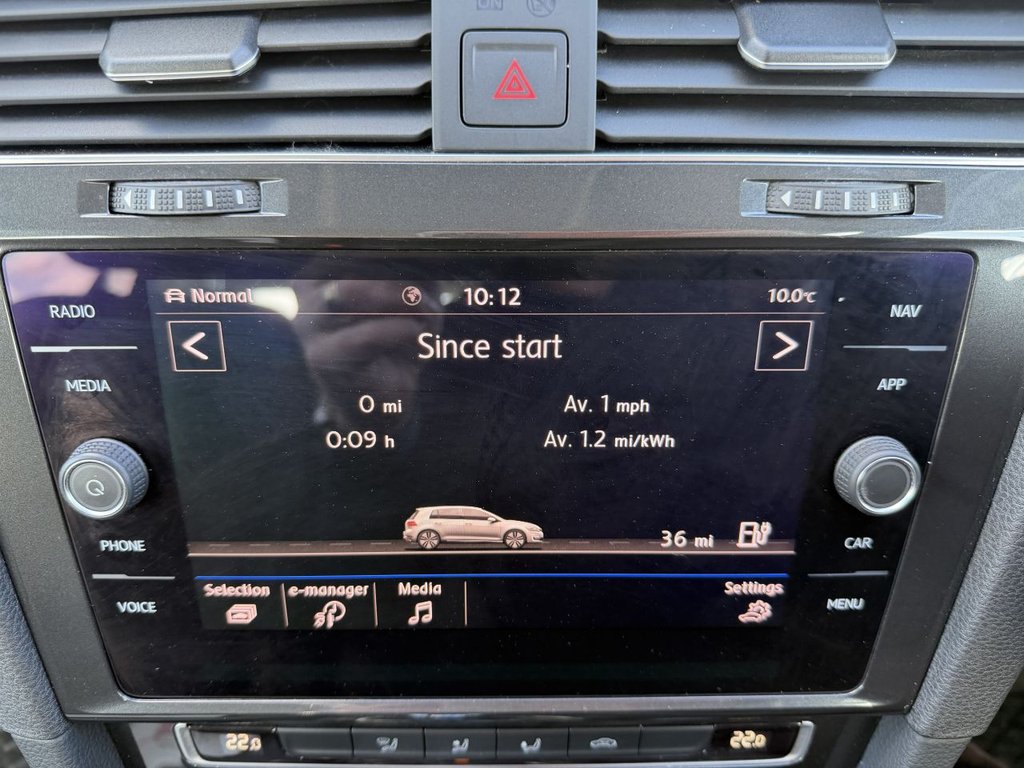 RADIO
MEDIA
PHONE
VOICE
Normal 10:12 10.0°C
< Since start >
0 mi Av. 1 mph
0:09 h Av. 1.2 mi/kWh
36 mi
Selection e-manager Media Settings
NAV
APP
CAR
MENU
22.0 22.0